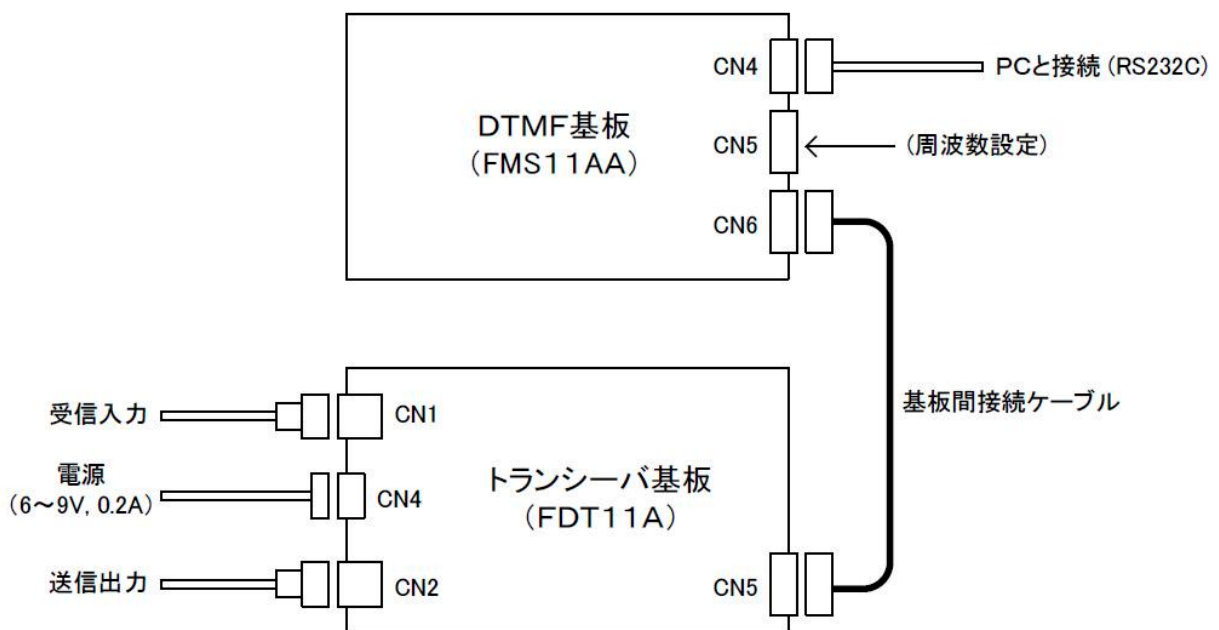 CN4
PCと接続 (RS232C)
DTMF基板
(FMS11AA)
CN5
(周波数設定)
CN6
基板間接続ケーブル
受信入力
CN1
電源
(6～9V, 0.2A)
CN4
トランシーバ基板
(FDT11A)
送信出力
CN2
CN5